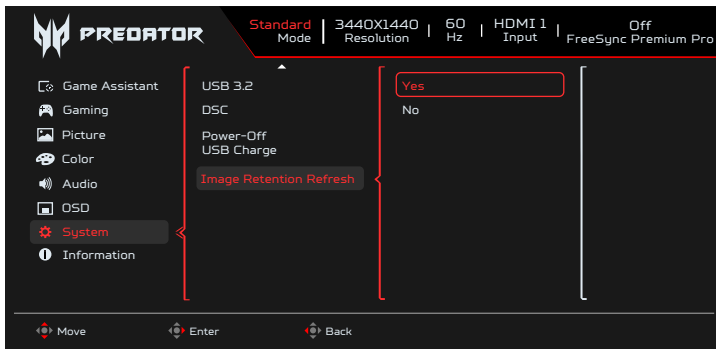 PREDATOR
Standard Mode
3440X1440 Resolution
60 Hz
HDMI 1 Input
Off FreeSync Premium Pro
Game Assistant
Gaming
Picture
Color
Audio
OSD
System
Information
USB 3.2
DSC
Power-Off
USB Charge
Image Retention Refresh
Yes
No
Move
Enter
Back